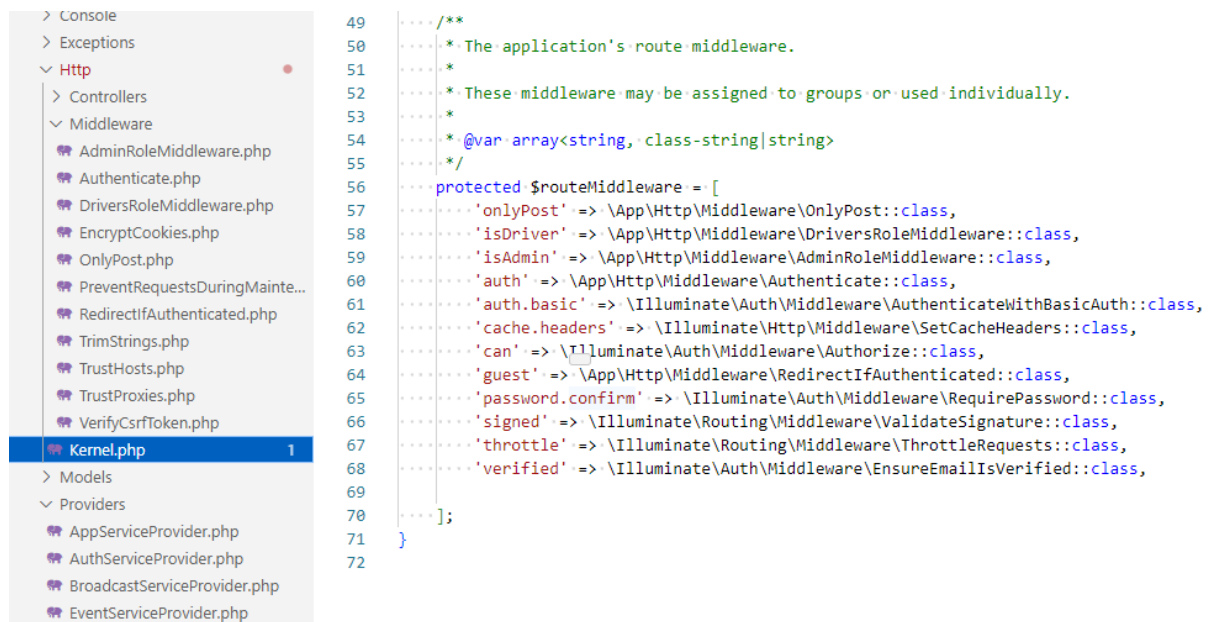 Console
Exceptions
Http
Controllers
Middleware
AdminRoleMiddleware.php
Authenticate.php
DriversRoleMiddleware.php
EncryptCookies.php
OnlyPost.php
PreventRequestsDuringMainte...
RedirectIfAuthenticated.php
TrimStrings.php
TrustHosts.php
TrustProxies.php
VerifyCsrfToken.php
Kernel.php 1
Models
Providers
AppServiceProvider.php
AuthServiceProvider.php
BroadcastServiceProvider.php
EventServiceProvider.php
49 /**
50 * The application's route middleware.
51 *
52 * These middleware may be assigned to groups or used individually.
53 *
54 * @var array<string, class-string|string>
55 */
56 protected $routeMiddleware = [
57 'onlyPost' => \App\Http\Middleware\OnlyPost::class,
58 'isDriver' => \App\Http\Middleware\DriversRoleMiddleware::class,
59 'isAdmin' => \App\Http\Middleware\AdminRoleMiddleware::class,
60 'auth' => \App\Http\Middleware\Authenticate::class,
61 'auth.basic' => \Illuminate\Auth\Middleware\AuthenticateWithBasicAuth::class,
62 'cache.headers' => \Illuminate\Http\Middleware\SetCacheHeaders::class,
63 'can' => \Illuminate\Auth\Middleware\Authorize::class,
64 'guest' => \App\Http\Middleware\RedirectIfAuthenticated::class,
65 'password.confirm' => \Illuminate\Auth\Middleware\RequirePassword::class,
66 'signed' => \Illuminate\Routing\Middleware\ValidateSignature::class,
67 'throttle' => \Illuminate\Routing\Middleware\ThrottleRequests::class,
68 'verified' => \Illuminate\Auth\Middleware\EnsureEmailIsVerified::class,
69
70 ];
71 }
72